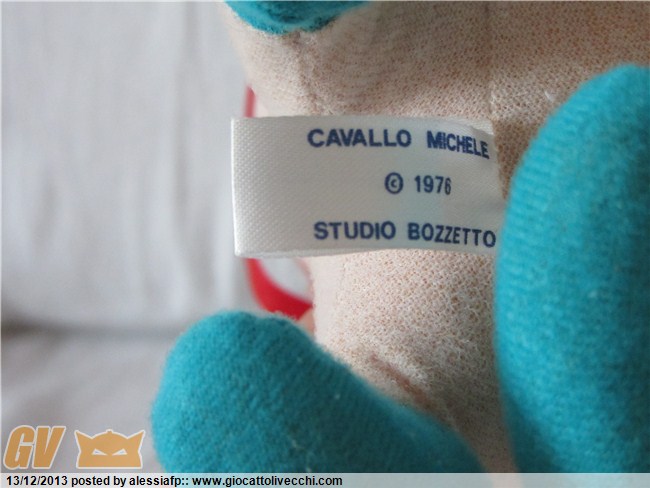 CAVALLO MICHELE
© 1976
STUDIO BOZZETTO
GV
13/12/2013 posted by alessiafp:: www.giocattolivecchi.com